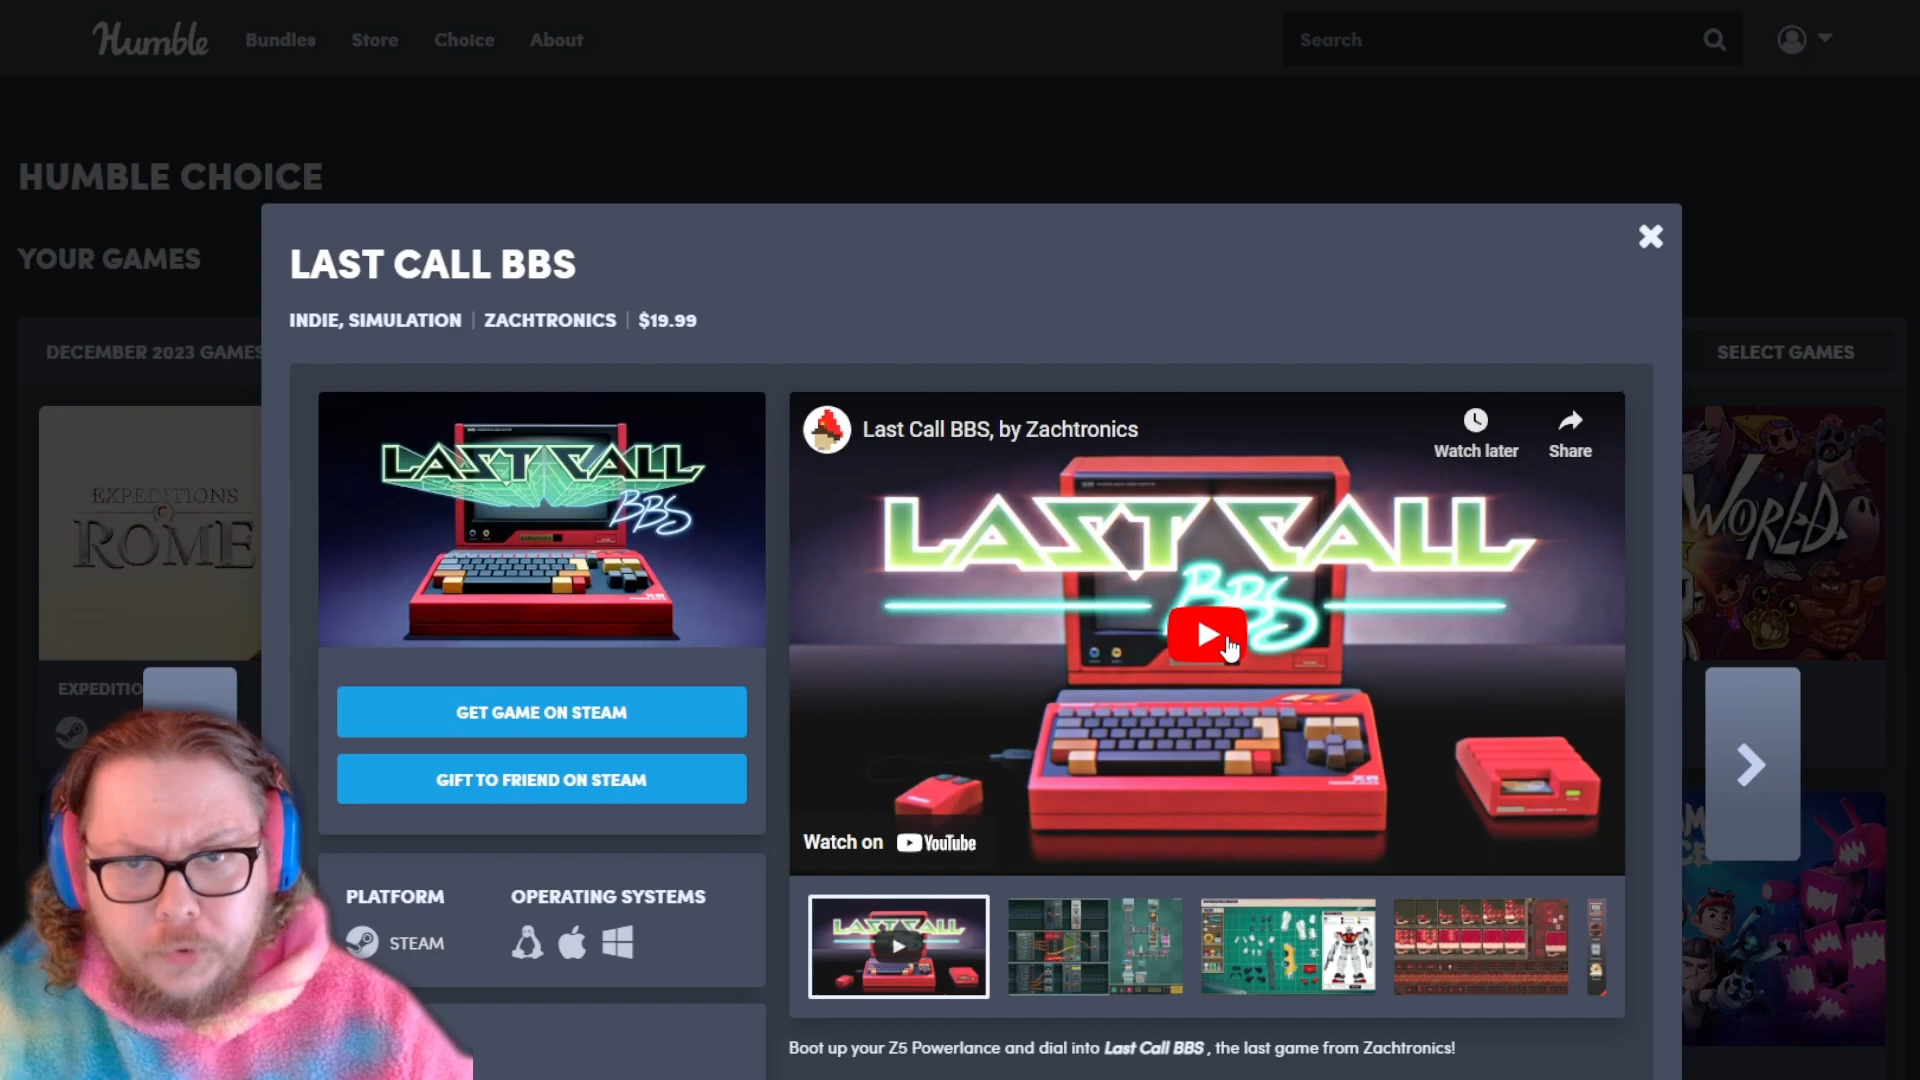 Humble
Bundles
Store
Choice
About
Search
HUMBLE CHOICE
YOUR GAMES
LAST CALL BBS
INDIE, SIMULATION | ZACHTRONICS | $19.99
DECEMBER 2023 GAMES
SELECT GAMES
EXPEDITIONS
ROME
LAST CALL
BBS
Last Call BBS, by Zachtronics
Watch later
Share
LAST CALL
BBS
WORLD
EXPEDITIO
GET GAME ON STEAM
GIFT TO FRIEND ON STEAM
Watch on YouTube
PLATFORM
OPERATING SYSTEMS
STEAM
LAST CALL
Boot up your Z5 Powerlance and dial into Last Call BBS, the last game from Zachtronics!